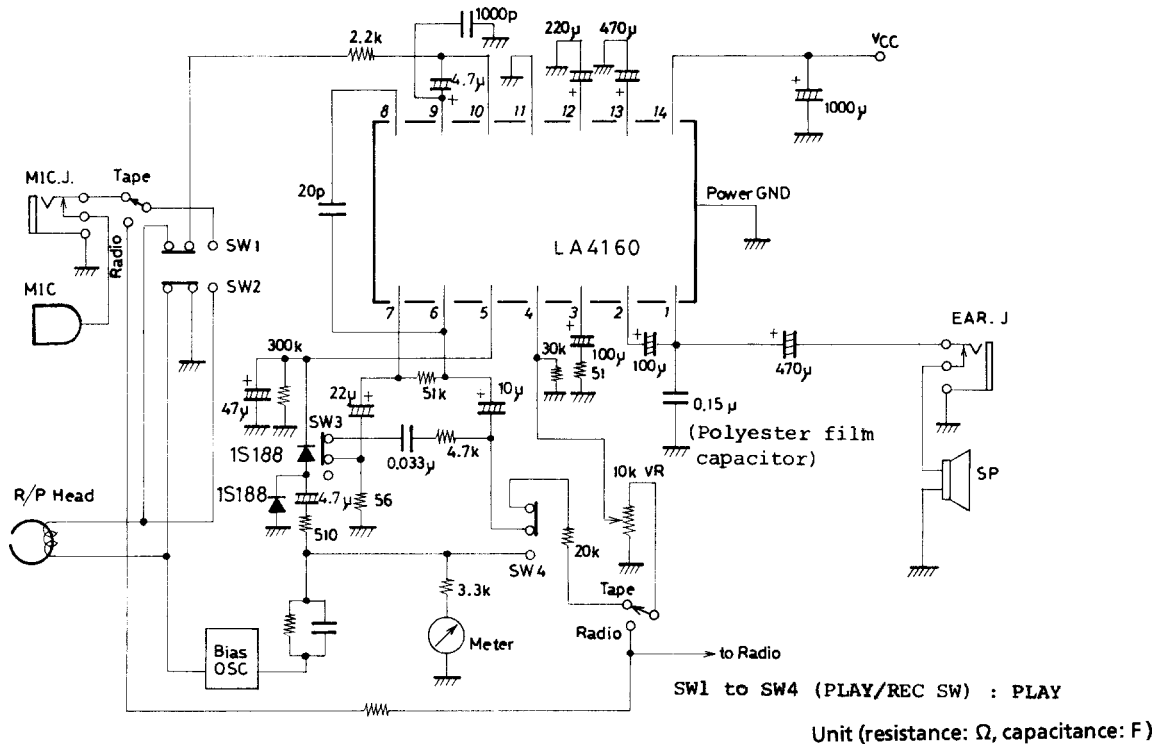 1000p
220μ
470μ
2.2k
VCC
4.7μ
+
+
+
+
1000μ
8
9
10
11
12
13
14
MIC.J.
Tape
20p
Power GND
Radio
SW1
LA4160
MIC
SW2
7
6
5
4
3
2
1
EAR. J
300k
+
30k
+
100μ
51
+
100μ
+
470μ
+
47μ
22μ
+
51k
+
10μ
0.15μ
(Polyester film
capacitor)
SW3
1S188
0.033μ
4.7k
10k VR
SP
R/P Head
1S188
4.7μ
56
510
20k
SW4
Tape
3.3k
Radio
Meter
Bias
OSC
to Radio
SW1 to SW4 (PLAY/REC SW) : PLAY
Unit (resistance: Ω, capacitance: F)